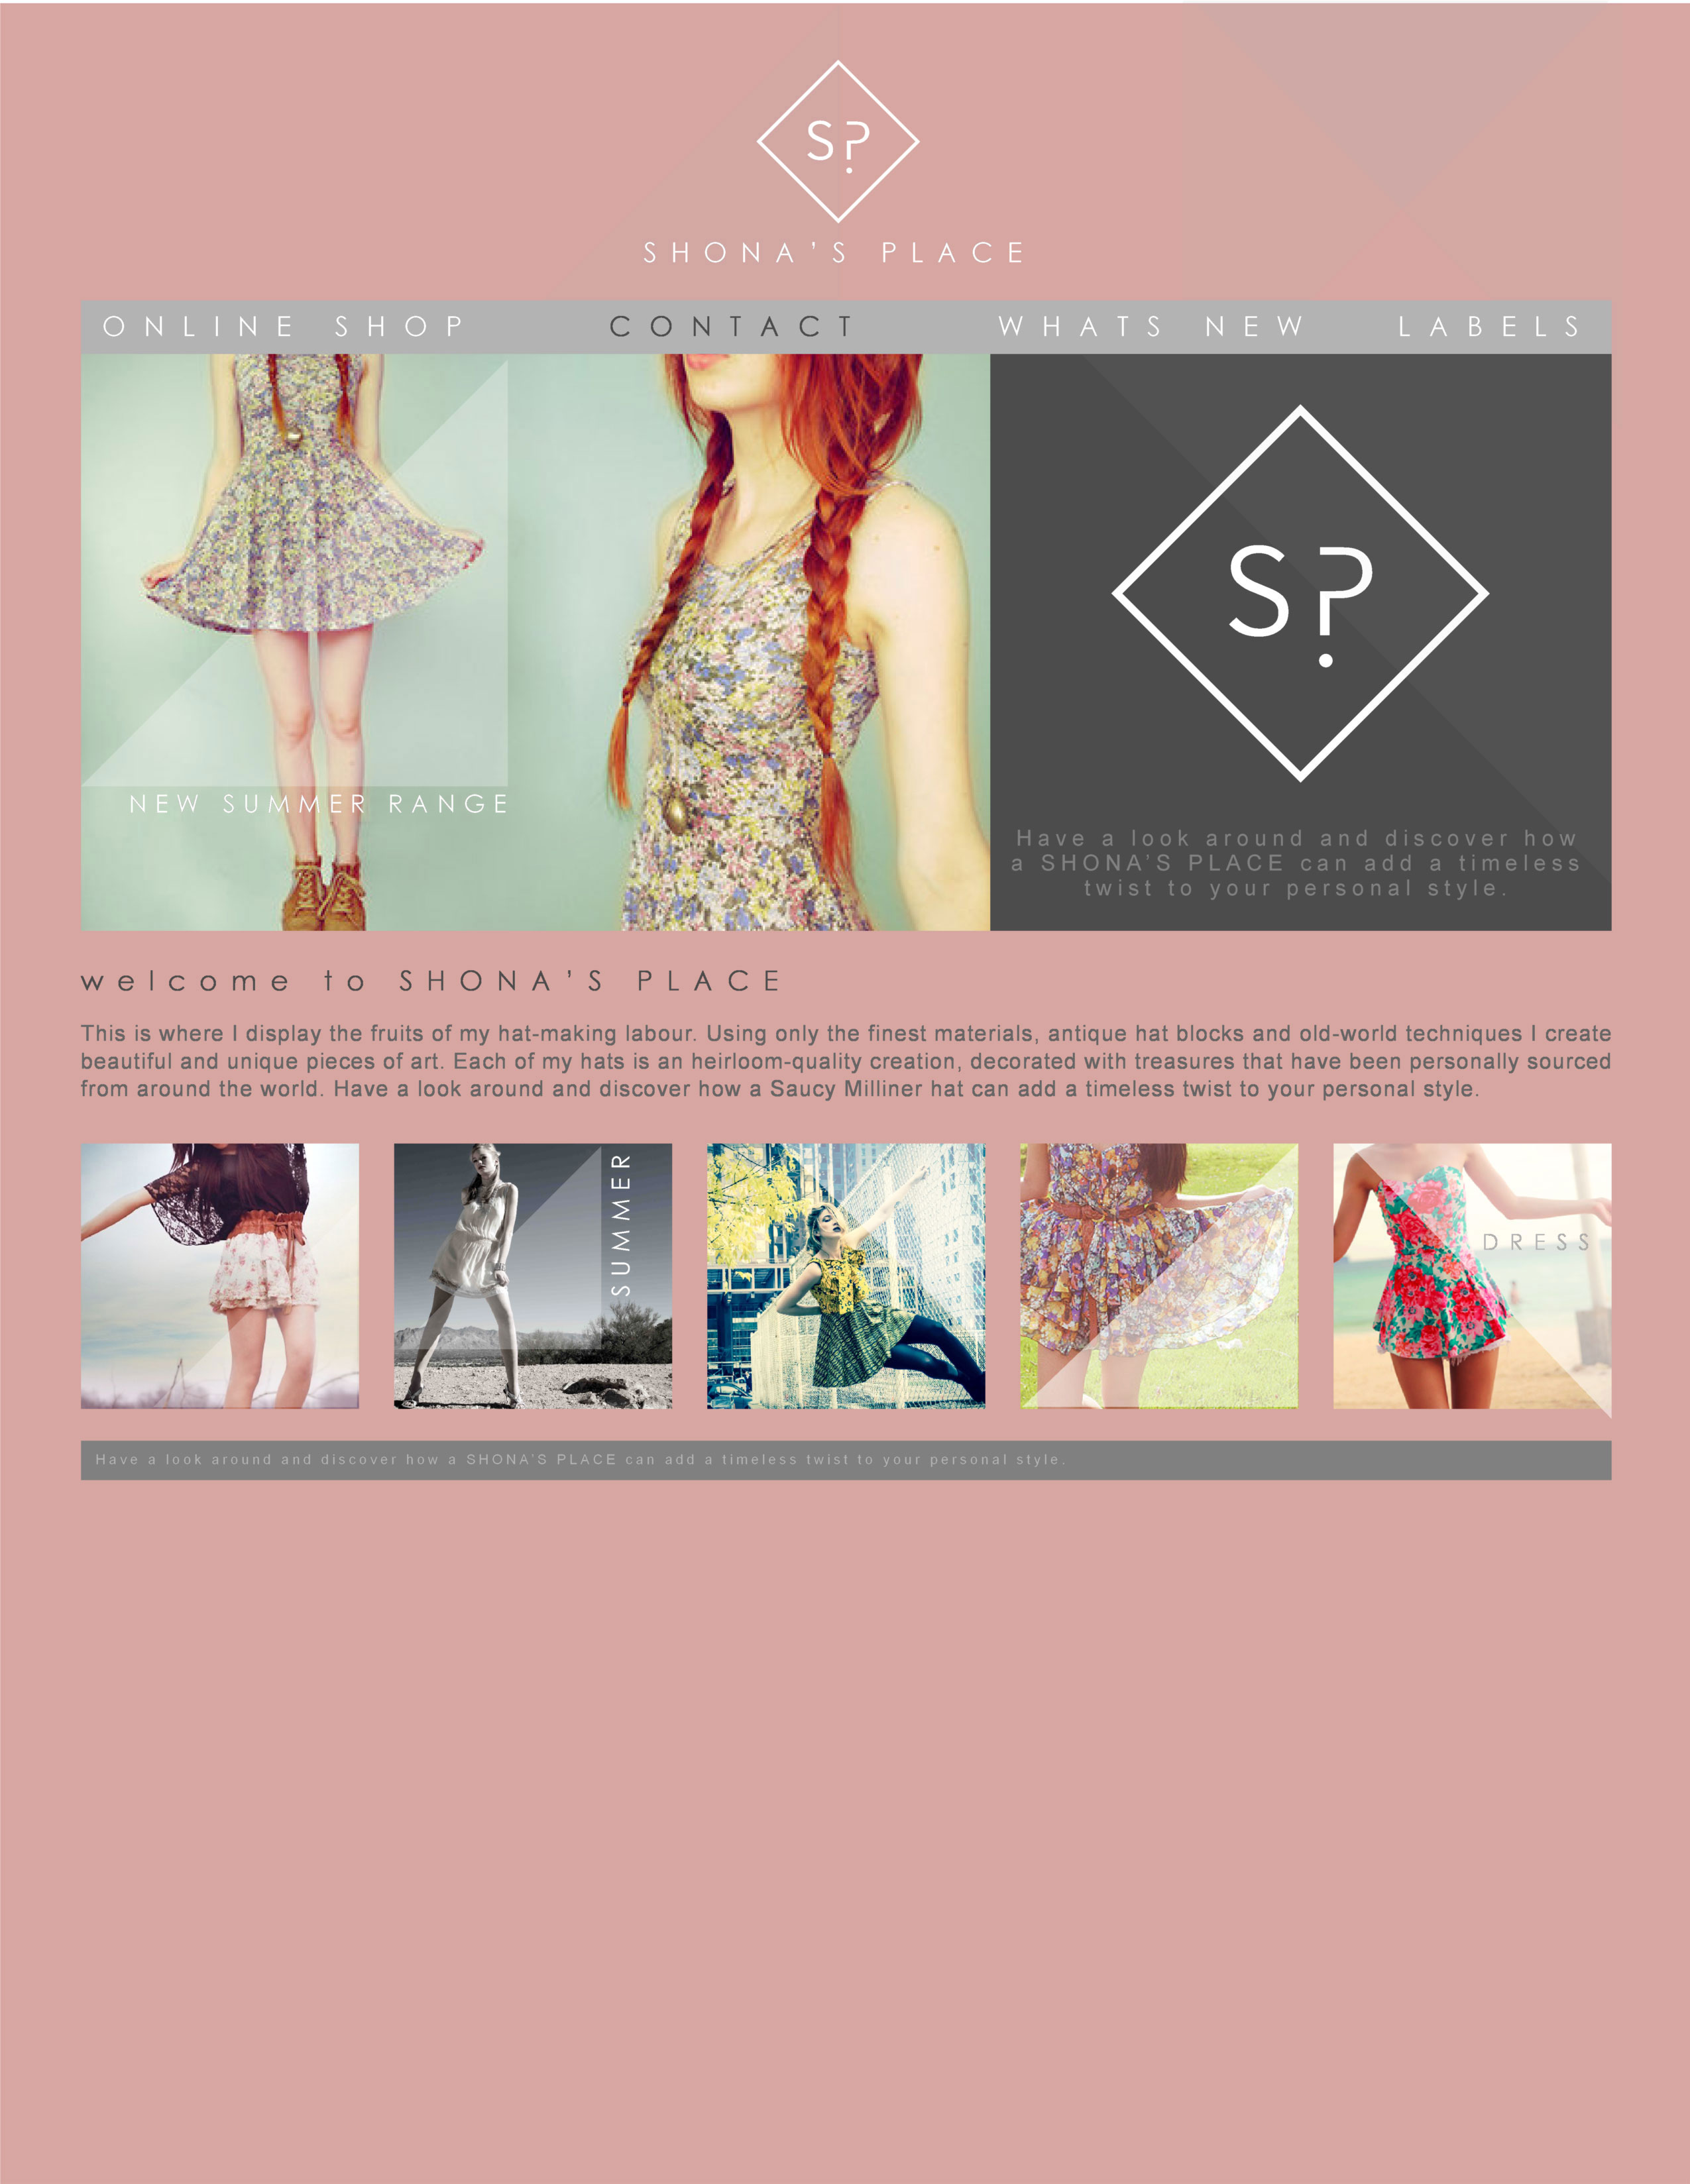 SP
SHONA'S PLACE
ONLINE SHOP CONTACT WHATS NEW LABELS
SP
NEW SUMMER RANGE
Have a look around and discover how
a SHONA'S PLACE can add a timeless
twist to your personal style.
welcome to SHONA'S PLACE
This is where I display the fruits of my hat-making labour. Using only the finest materials, antique hat blocks and old-world techniques I create
beautiful and unique pieces of art. Each of my hats is an heirloom-quality creation, decorated with treasures that have been personally sourced
from around the world. Have a look around and discover how a Saucy Milliner hat can add a timeless twist to your personal style.
SUMMER
DRESS
Have a look around and discover how a SHONA'S PLACE can add a timeless twist to your personal style.